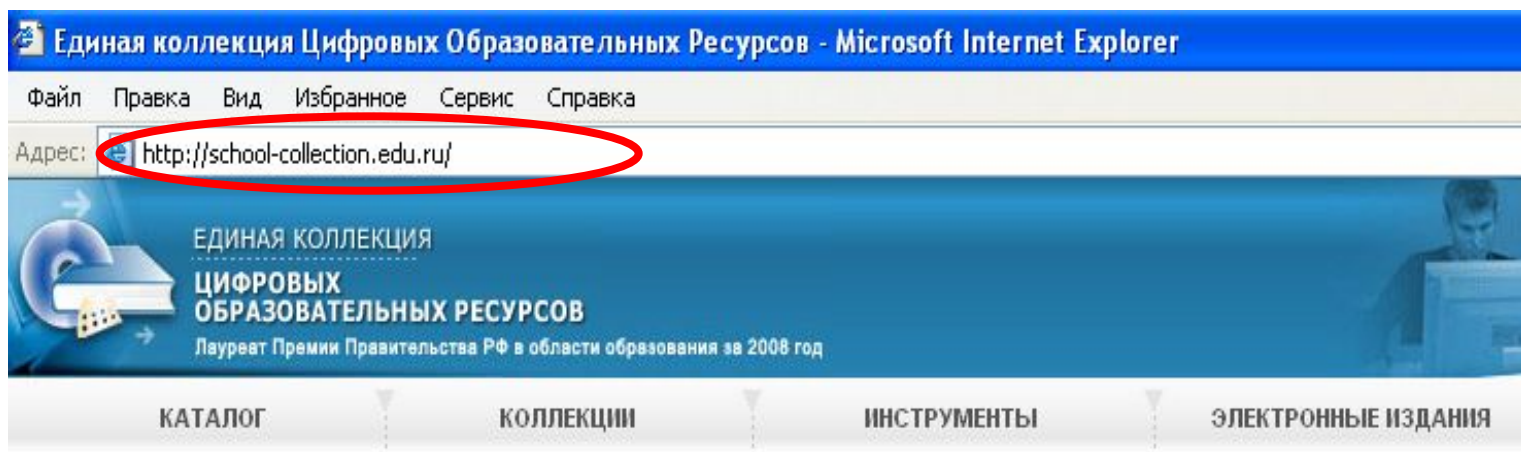 Единая коллекция Цифровых Образовательных Ресурсов - Microsoft Internet Explorer
Файл Правка Вид Избранное Сервис Справка
Адрес: http://school-collection.edu.ru/
ЕДИНАЯ КОЛЛЕКЦИЯ
ЦИФРОВЫХ
ОБРАЗОВАТЕЛЬНЫХ РЕСУРСОВ
Лауреат Премии Правительства РФ в области образования за 2008 год
КАТАЛОГ КОЛЛЕКЦИИ ИНСТРУМЕНТЫ ЭЛЕКТРОННЫЕ ИЗДАНИЯ